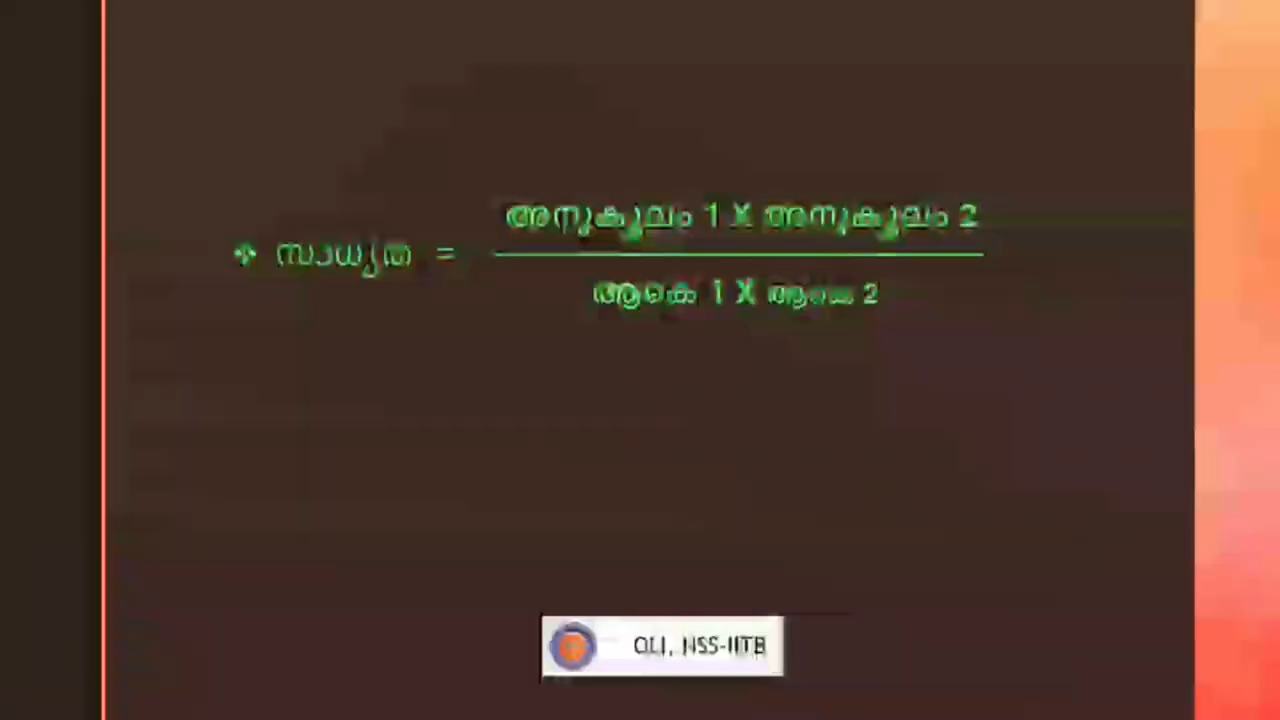 അനുകൂലം 1 X അനുകൂലം 2
❖ സാധ്യത =
ആകെ 1 X ആകെ 2
OLI, NSS-IITB